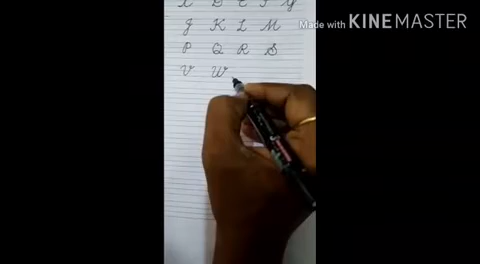 Made with KINEMASTER
D E F G
J K L M
P Q R S
V W